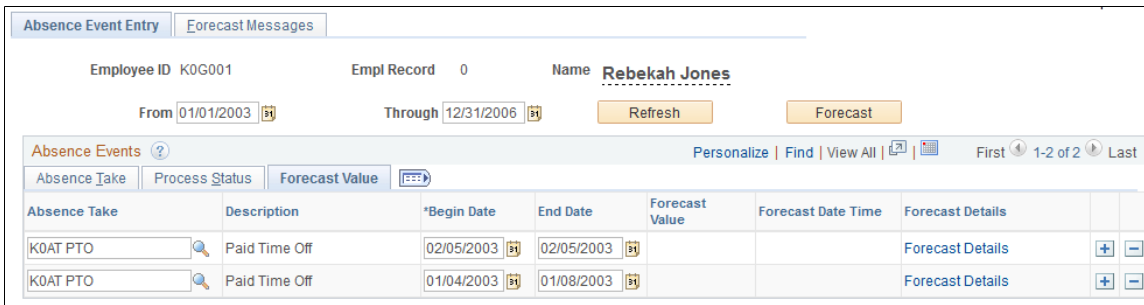 Absence Event Entry Forecast Messages
Employee ID K0G001 Empl Record 0 Name Rebekah Jones
From 01/01/2003 Through 12/31/2006 Refresh Forecast
Absence Events Personalize | Find | View All | | First 1-2 of 2 Last
Absence Take Process Status Forecast Value
Absence Take Description *Begin Date End Date Forecast Value Forecast Date Time Forecast Details
K0AT PTO Paid Time Off 02/05/2003 02/05/2003 Forecast Details
K0AT PTO Paid Time Off 01/04/2003 01/08/2003 Forecast Details